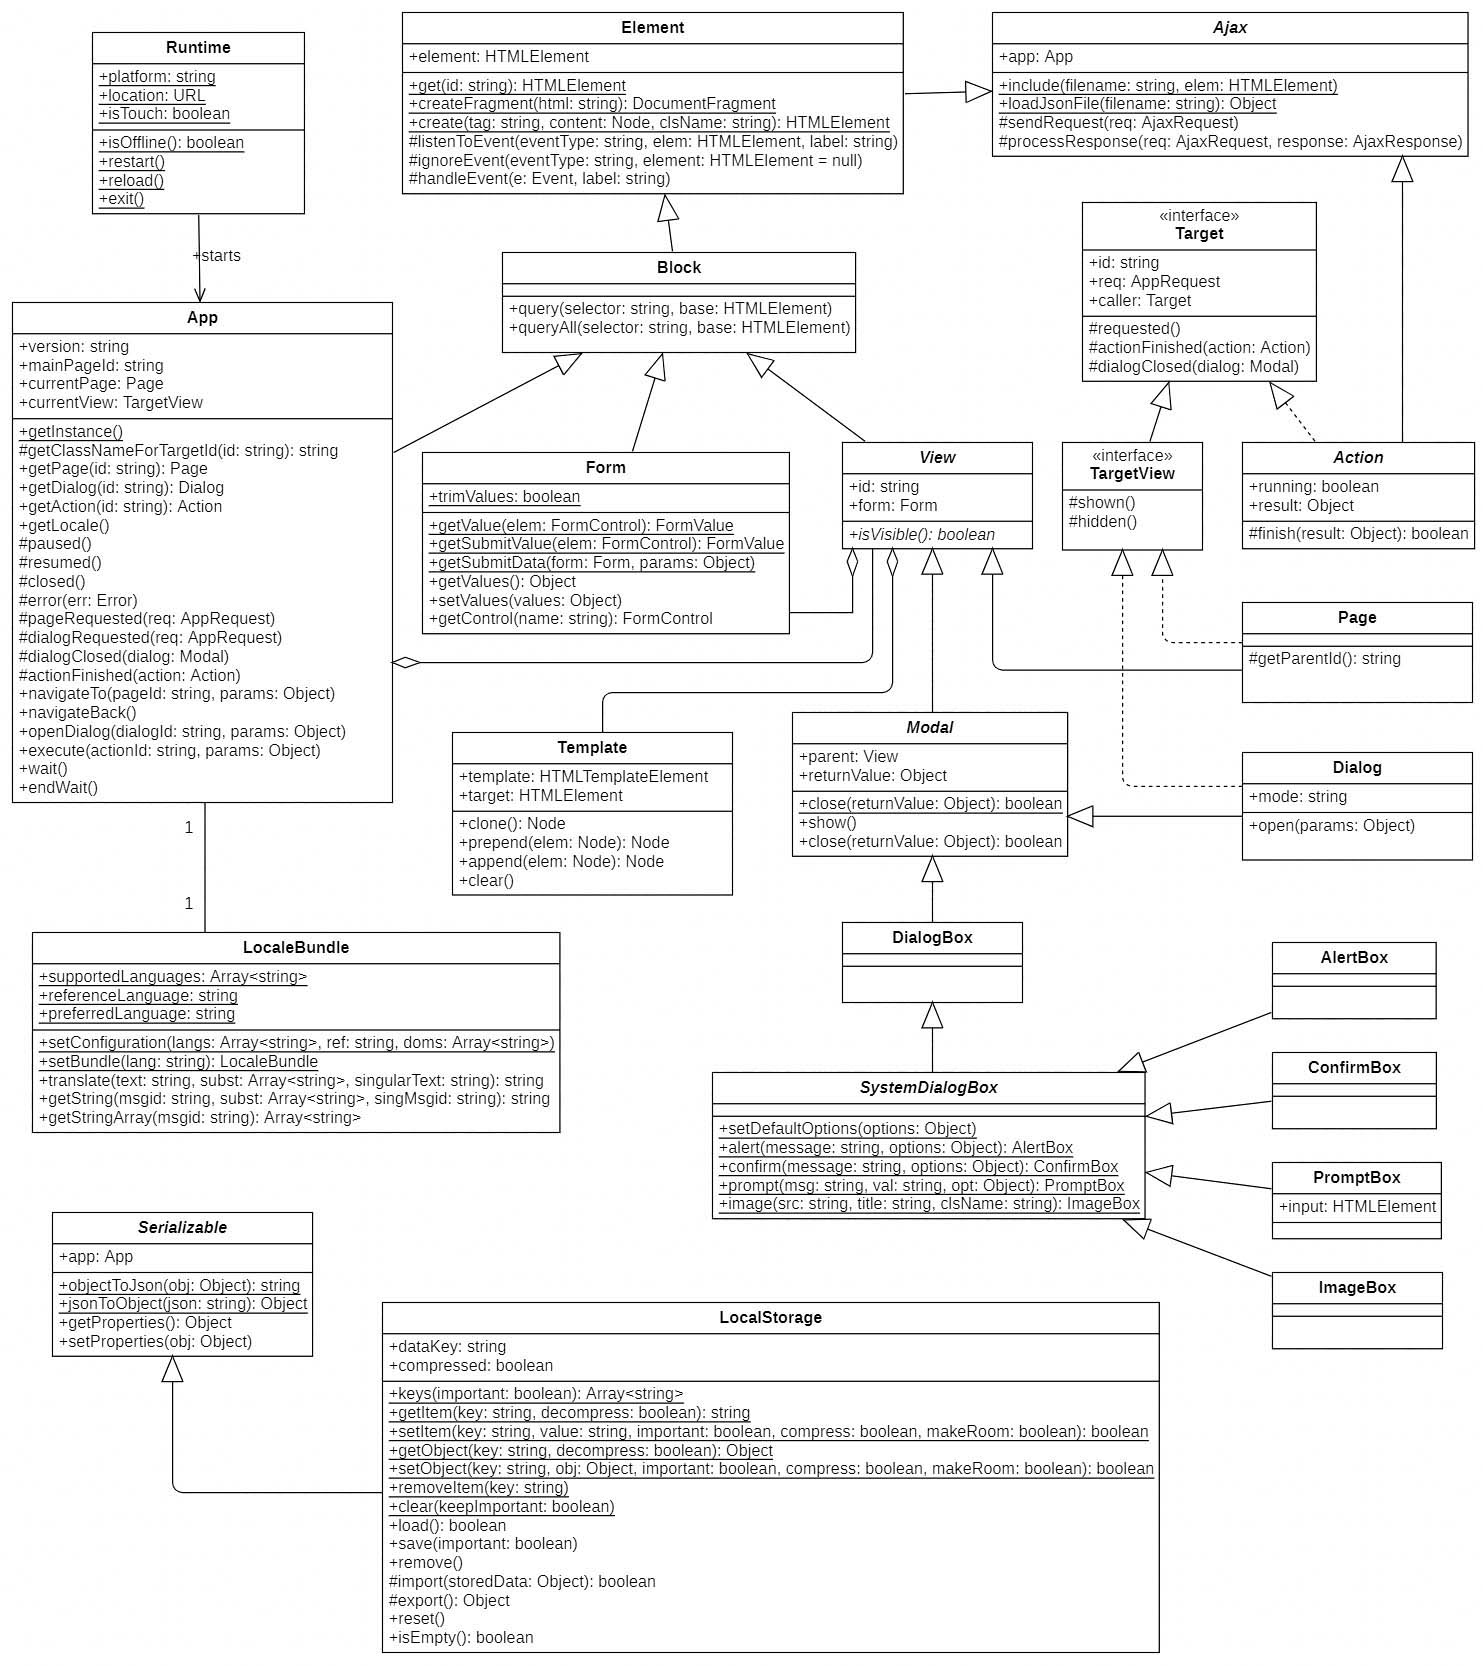 Runtime
+platform: string
+location: URL
+isTouch: boolean
+isOffline(): boolean
+restart()
+reload()
+exit()
+starts
Element
+element: HTMLElement
+get(id: string): HTMLElement
+createFragment(html: string): DocumentFragment
+create(tag: string, content: Node, clsName: string): HTMLElement
#listenToEvent(eventType: string, elem: HTMLElement, label: string)
#ignoreEvent(eventType: string, element: HTMLElement = null)
#handleEvent(e: Event, label: string)
Ajax
+app: App
+include(filename: string, elem: HTMLElement)
+loadJsonFile(filename: string): Object
#sendRequest(req: AjaxRequest)
#processResponse(req: AjaxRequest, response: AjaxResponse)
Block
+query(selector: string, base: HTMLElement)
+queryAll(selector: string, base: HTMLElement)
«interface»
Target
+id: string
+req: AppRequest
+caller: Target
#requested()
#actionFinished(action: Action)
#dialogClosed(dialog: Modal)
App
+version: string
+mainPageId: string
+currentPage: Page
+currentView: TargetView
+getInstance()
#getClassNameForTargetId(id: string): string
+getPage(id: string): Page
+getDialog(id: string): Dialog
+getAction(id: string): Action
+getLocale()
#paused()
#resumed()
#closed()
#error(err: Error)
#pageRequested(req: AppRequest)
#dialogRequested(req: AppRequest)
#dialogClosed(dialog: Modal)
#actionFinished(action: Action)
+navigateTo(pageId: string, params: Object)
+navigateBack()
+openDialog(dialogId: string, params: Object)
+execute(actionId: string, params: Object)
+wait()
+endWait()
Form
+trimValues: boolean
+getValue(elem: FormControl): FormValue
+getSubmitValue(elem: FormControl): FormValue
+getSubmitData(form: Form, params: Object)
+getValues(): Object
+setValues(values: Object)
+getControl(name: string): FormControl
View
+id: string
+form: Form
+isVisible(): boolean
«interface»
TargetView
#shown()
#hidden()
Action
+running: boolean
+result: Object
#finish(result: Object): boolean
Page
#getParentId(): string
Template
+template: HTMLTemplateElement
+target: HTMLElement
+clone(): Node
+prepend(elem: Node): Node
+append(elem: Node): Node
+clear()
Modal
+parent: View
+returnValue: Object
+close(returnValue: Object): boolean
+show()
+close(returnValue: Object): boolean
Dialog
+mode: string
+open(params: Object)
1
1
LocaleBundle
+supportedLanguages: Array<string>
+referenceLanguage: string
+preferredLanguage: string
+setConfiguration(langs: Array<string>, ref: string, doms: Array<string>)
+setBundle(lang: string): LocaleBundle
+translate(text: string, subst: Array<string>, singularText: string): string
+getString(msgid: string, subst: Array<string>, singMsgid: string): string
+getStringArray(msgid: string): Array<string>
DialogBox
SystemDialogBox
+setDefaultOptions(options: Object)
+alert(message: string, options: Object): AlertBox
+confirm(message: string, options: Object): ConfirmBox
+prompt(msg: string, val: string, opt: Object): PromptBox
+image(src: string, title: string, clsName: string): ImageBox
AlertBox
ConfirmBox
PromptBox
+input: HTMLElement
ImageBox
Serializable
+app: App
+objectToJson(obj: Object): string
+jsonToObject(json: string): Object
+getProperties(): Object
+setProperties(obj: Object)
LocalStorage
+dataKey: string
+compressed: boolean
+keys(important: boolean): Array<string>
+getItem(key: string, decompress: boolean): string
+setItem(key: string, value: string, important: boolean, compress: boolean, makeRoom: boolean): boolean
+getObject(key: string, decompress: boolean): Object
+setObject(key: string, obj: Object, important: boolean, compress: boolean, makeRoom: boolean): boolean
+removeItem(key: string)
+clear(keepImportant: boolean)
+load(): boolean
+save(important: boolean)
+remove()
#import(storedData: Object): boolean
#export(): Object
+reset()
+isEmpty(): boolean